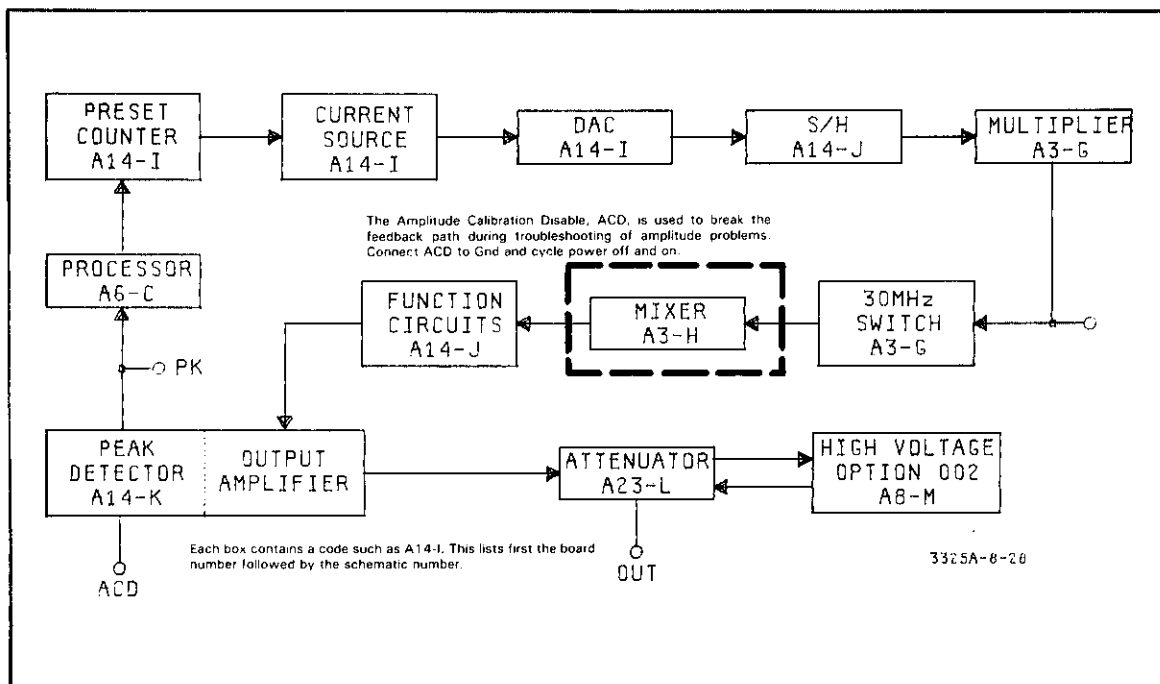 PRESET
COUNTER
A14-I
CURRENT
SOURCE
A14-I
DAC
A14-I
S/H
A14-J
MULTIPLIER
A3-G
The Amplitude Calibration Disable, ACD, is used to break the
feedback path during troubleshooting of amplitude problems.
Connect ACD to Gnd and cycle power off and on.
PROCESSOR
A6-C
FUNCTION
CIRCUITS
A14-J
MIXER
A3-H
30MHz
SWITCH
A3-G
PK
PEAK
DETECTOR
A14-K
OUTPUT
AMPLIFIER
ATTENUATOR
A23-L
HIGH VOLTAGE
OPTION 002
A8-M
Each box contains a code such as A14-I. This lists first the board
number followed by the schematic number.
ACD
OUT
3325A-8-28